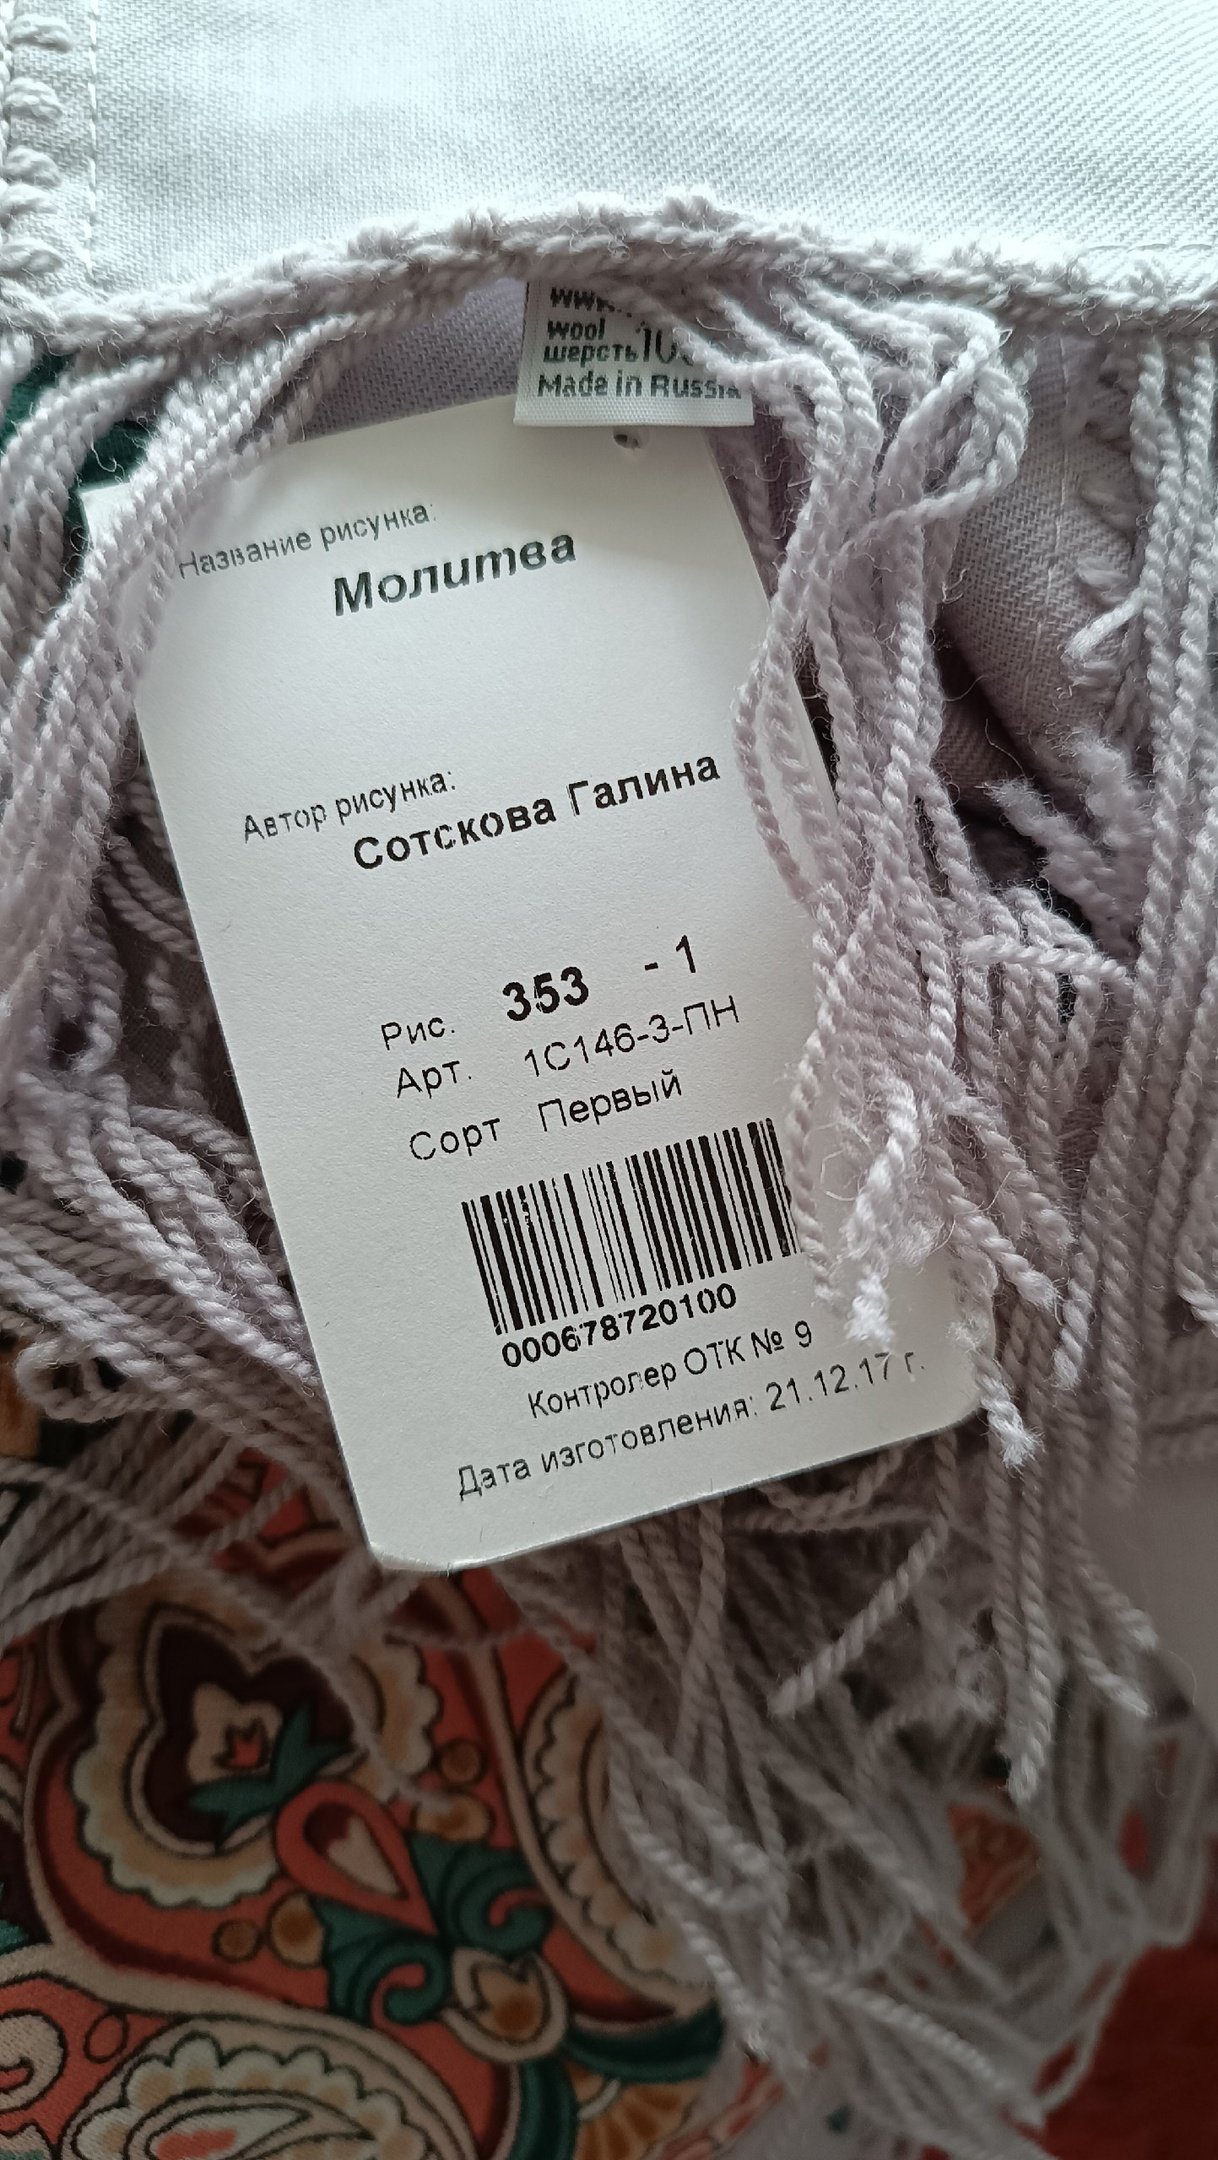 wool
шерсть
Made in Russia
Название рисунка:
Молитва
Автор рисунка:
Сотскова Галина
Рис. 353 - 1
Арт. 1С146-3-ПН
Сорт Первый
000678720100
Контролер ОТК № 9
Дата изготовления: 21.12.17 г.